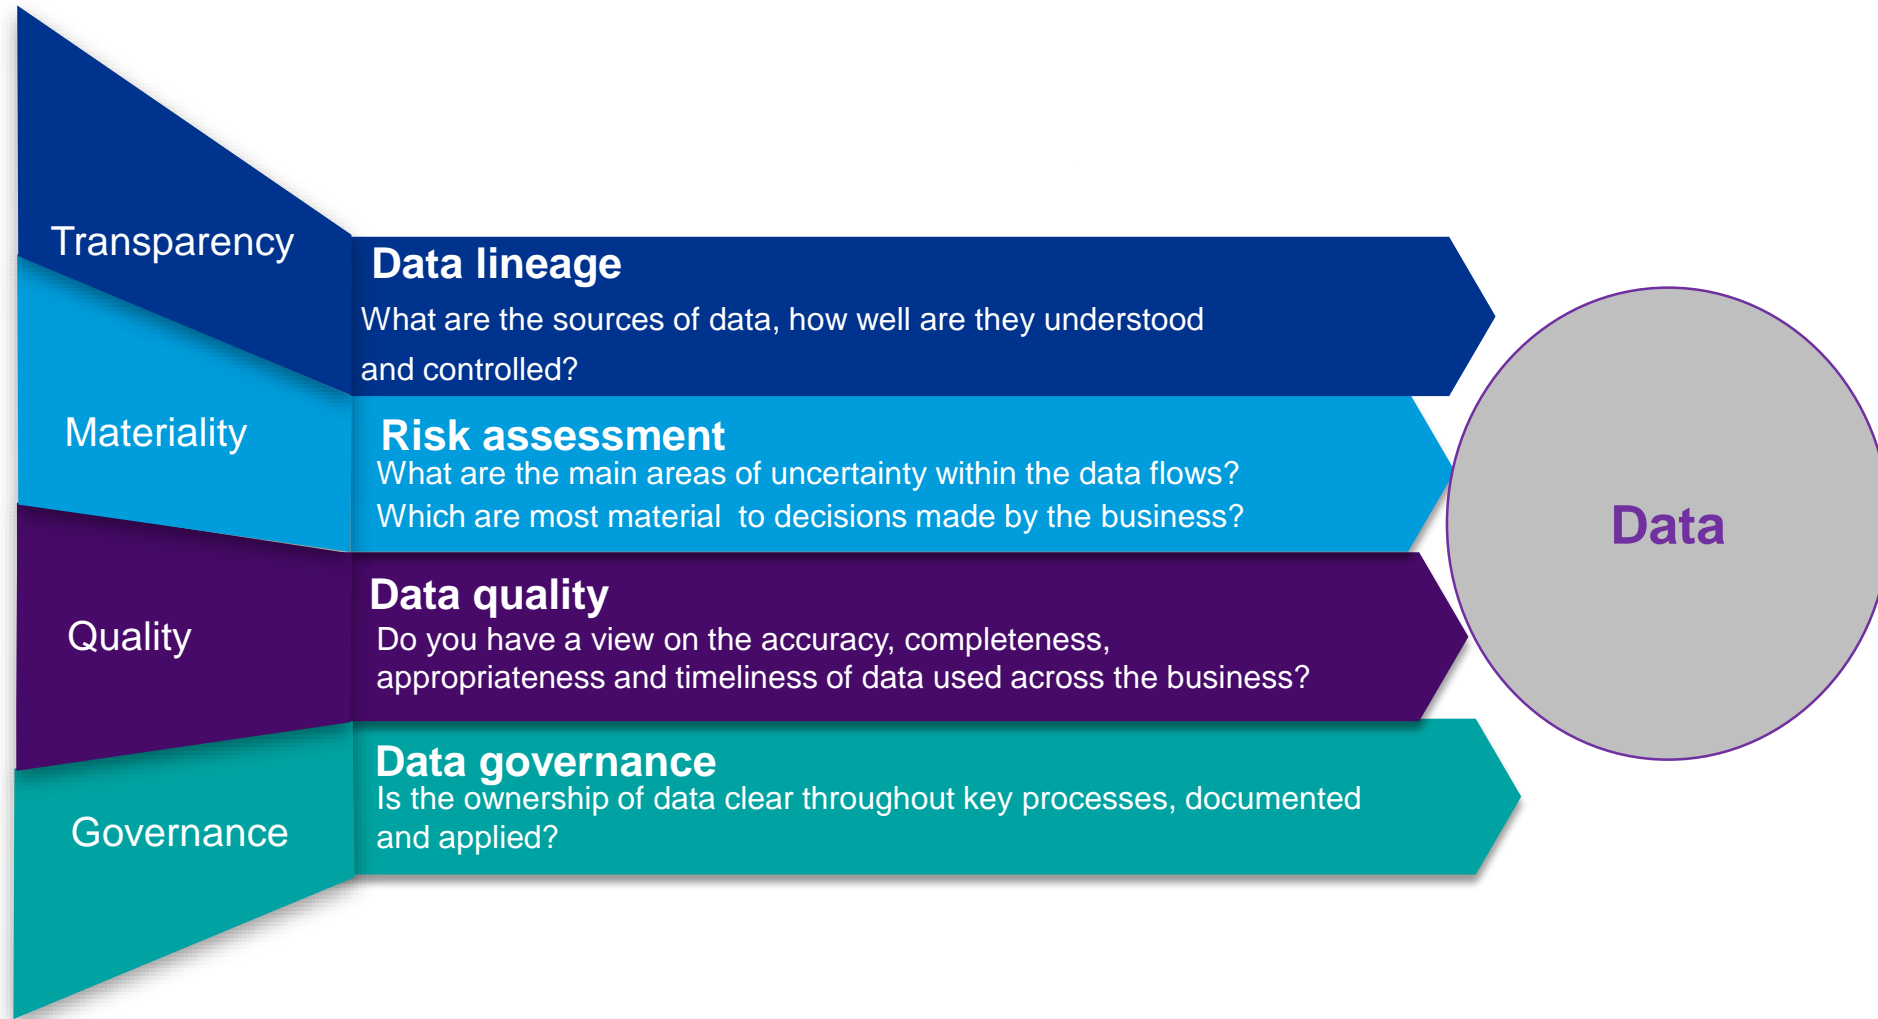 Transparency
Data lineage
What are the sources of data, how well are they understood
and controlled?
Materiality
Risk assessment
What are the main areas of uncertainty within the data flows?
Which are most material  to decisions made by the business?
Quality
Data quality
Do you have a view on the accuracy, completeness,
appropriateness and timeliness of data used across the business?
Governance
Data governance
Is the ownership of data clear throughout key processes, documented
and applied?
Data